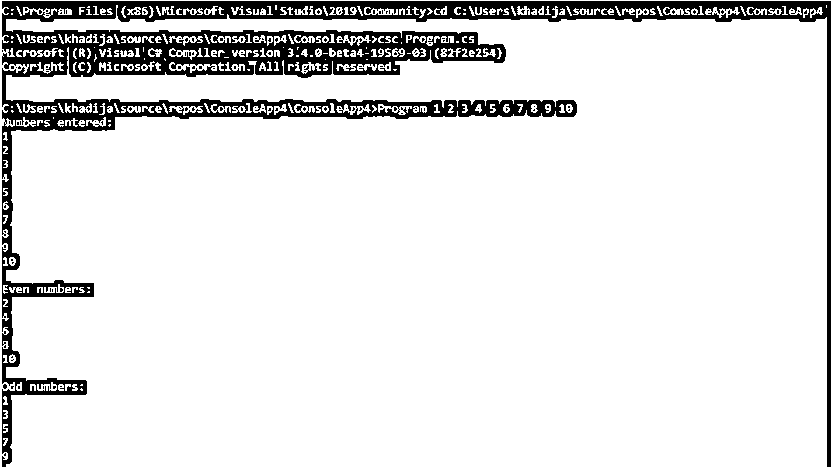 C:\Program Files (x86)\Microsoft Visual Studio\2019\Community>cd C:\Users\khadija\source\repos\ConsoleApp4\ConsoleApp4
C:\Users\khadija\source\repos\ConsoleApp4\ConsoleApp4>csc Program.cs
Microsoft (R) Visual C# Compiler version 3.4.0-beta4-19569-03 (82f2e254)
Copyright (C) Microsoft Corporation. All rights reserved.
C:\Users\khadija\source\repos\ConsoleApp4\ConsoleApp4>Program 1 2 3 4 5 6 7 8 9 10
Numbers entered:
1
2
3
4
5
6
7
8
9
10
Even numbers:
2
4
6
8
10
Odd numbers:
1
3
5
7
9